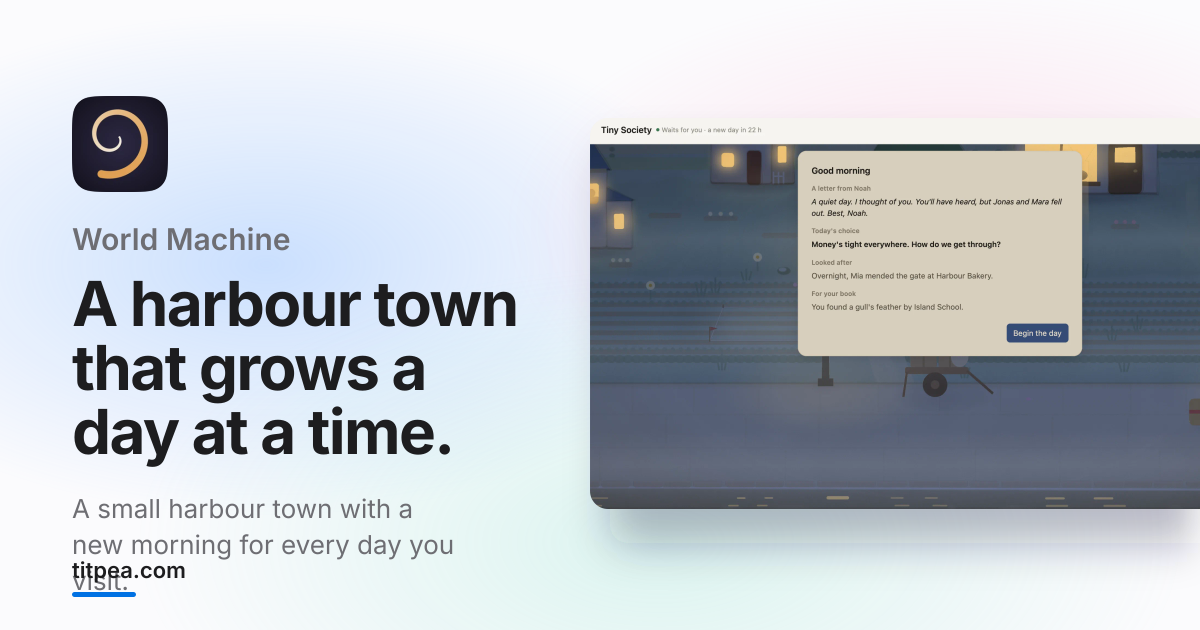 World Machine
A harbour town
that grows a
day at a time.
A small harbour town with a
new morning for every day you
visit.
titpea.com
Tiny Society
Waits for you · a new day in 22 h
Good morning
A letter from Noah
A quiet day. I thought of you. You'll have heard, but Jonas and Mara fell
out. Best, Noah.
Today's choice
Money's tight everywhere. How do we get through?
Looked after
Overnight, Mia mended the gate at Harbour Bakery.
For your book
You found a gull's feather by Island School.
Begin the day